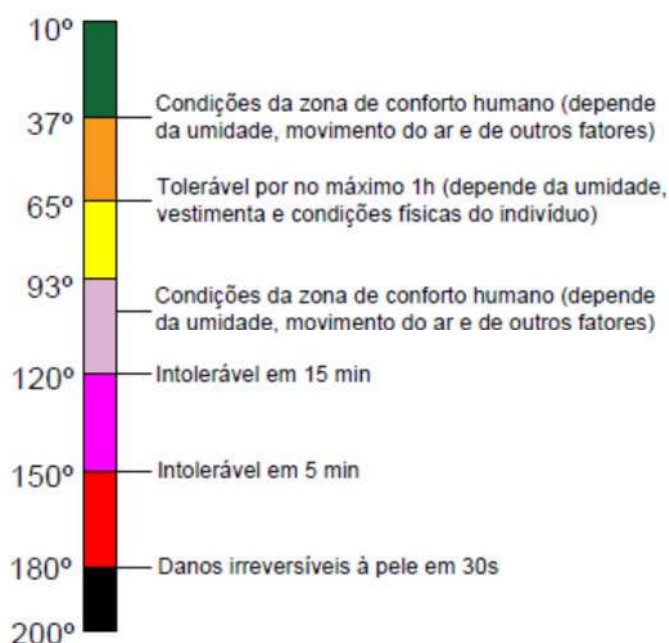 10º
Condições da zona de conforto humano (depende
37º
da umidade, movimento do ar e de outros fatores)
Tolerável por no máximo 1h (depende da umidade,
65º
vestimenta e condições físicas do indivíduo)
93º
Condições da zona de conforto humano (depende
da umidade, movimento do ar e de outros fatores)
120º
Intolerável em 15 min
150º
Intolerável em 5 min
180º
Danos irreversíveis à pele em 30s
200º